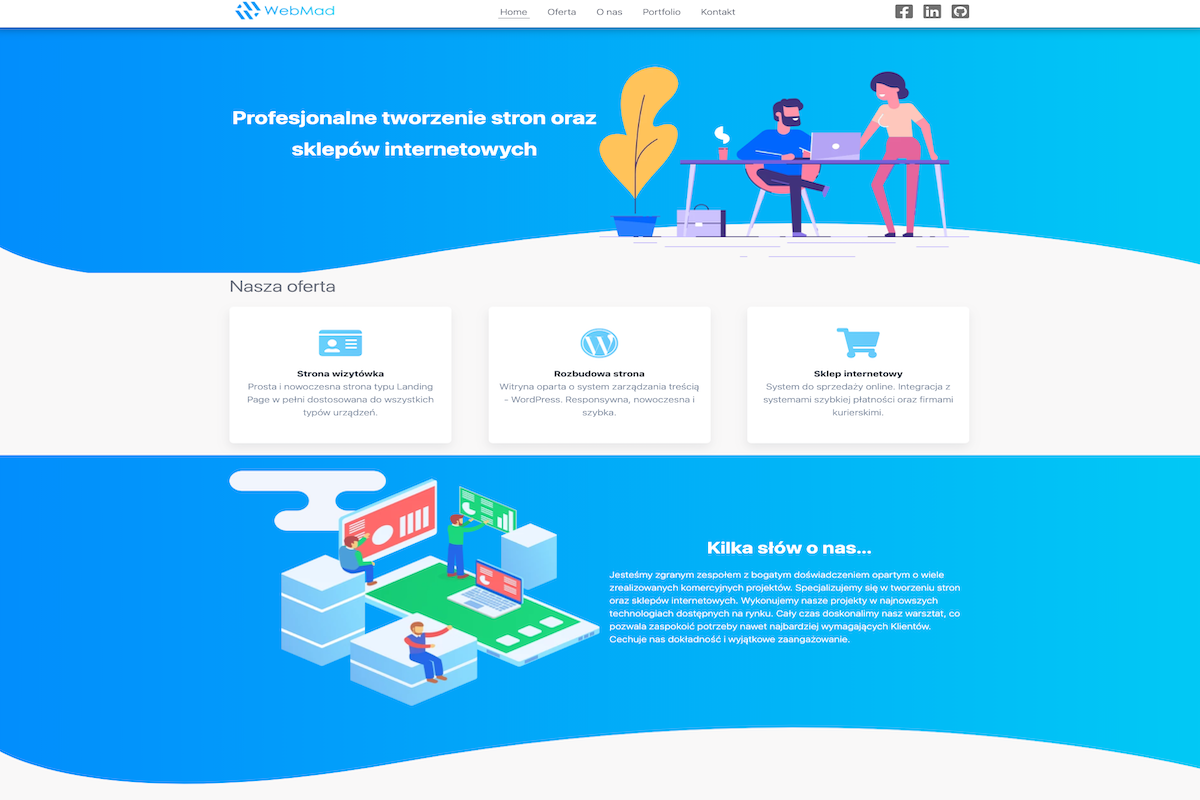 WebMad
Home Oferta O nas Portfolio Kontakt
Profesjonalne tworzenie stron oraz
sklepów internetowych
Nasza oferta
Strona wizytówka
Prosta i nowoczesna strona typu Landing
Page w pełni dostosowana do wszystkich
typów urządzeń.
Rozbudowa strona
Witryna oparta o system zarządzania treścią
– WordPress. Responsywna, nowoczesna i
szybka.
Sklep internetowy
System do sprzedaży online. Integracja z
systemami szybkiej płatności oraz firmami
kurierskimi.
Kilka słów o nas...
Jesteśmy zgranym zespołem z bogatym doświadczeniem opartym o wiele
zrealizowanych komercyjnych projektów. Specjalizujemy się w tworzeniu stron
oraz sklepów internetowych. Wykonujemy nasze projekty w najnowszych
technologiach dostępnych na rynku. Cały czas doskonalimy nasz warsztat, co
pozwala zaspokoić potrzeby nawet najbardziej wymagających Klientów.
Cechuje nas dokładność i wyjątkowe zaangażowanie.